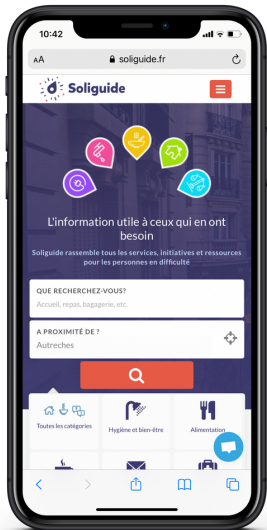 10:42
AA
soliguide.fr
Soliguide
L'information utile à ceux qui en ont
besoin
Soliguide rassemble tous les services, initiatives et ressources
pour les personnes en difficulté
QUE RECHERCHEZ-VOUS?
Accueil, repas, bagagerie, etc.
A PROXIMITÉ DE ?
Autreches
Toutes les catégories
Hygiène et bien-être
Alimentation